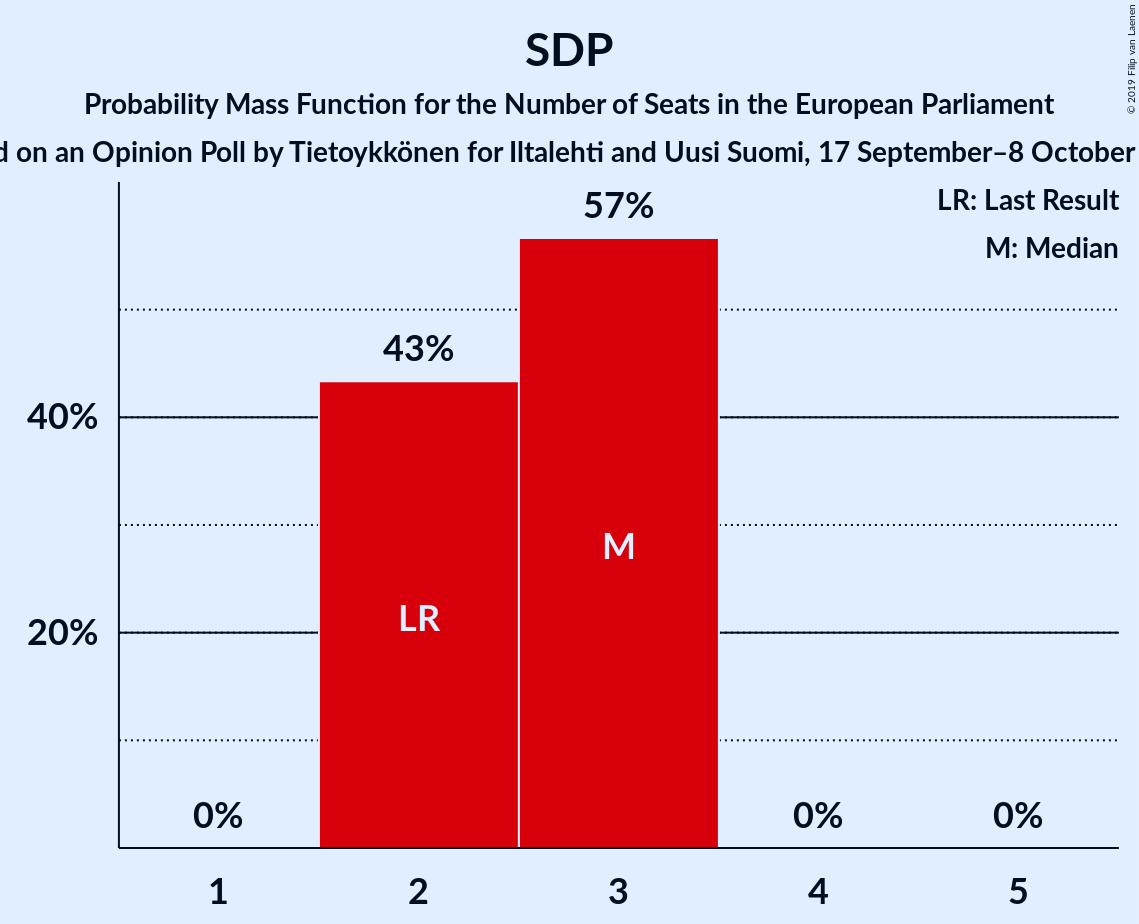 SDP
Probability Mass Function for the Number of Seats in the European Parliament
on an Opinion Poll by Tietoykkönen for Iltalehti and Uusi Suomi, 17 September–8 October
© 2019 Filip van Laenen
LR: Last Result
M: Median
57%
43%
40%
M
LR
20%
0%
0%
0%
1
2
3
4
5